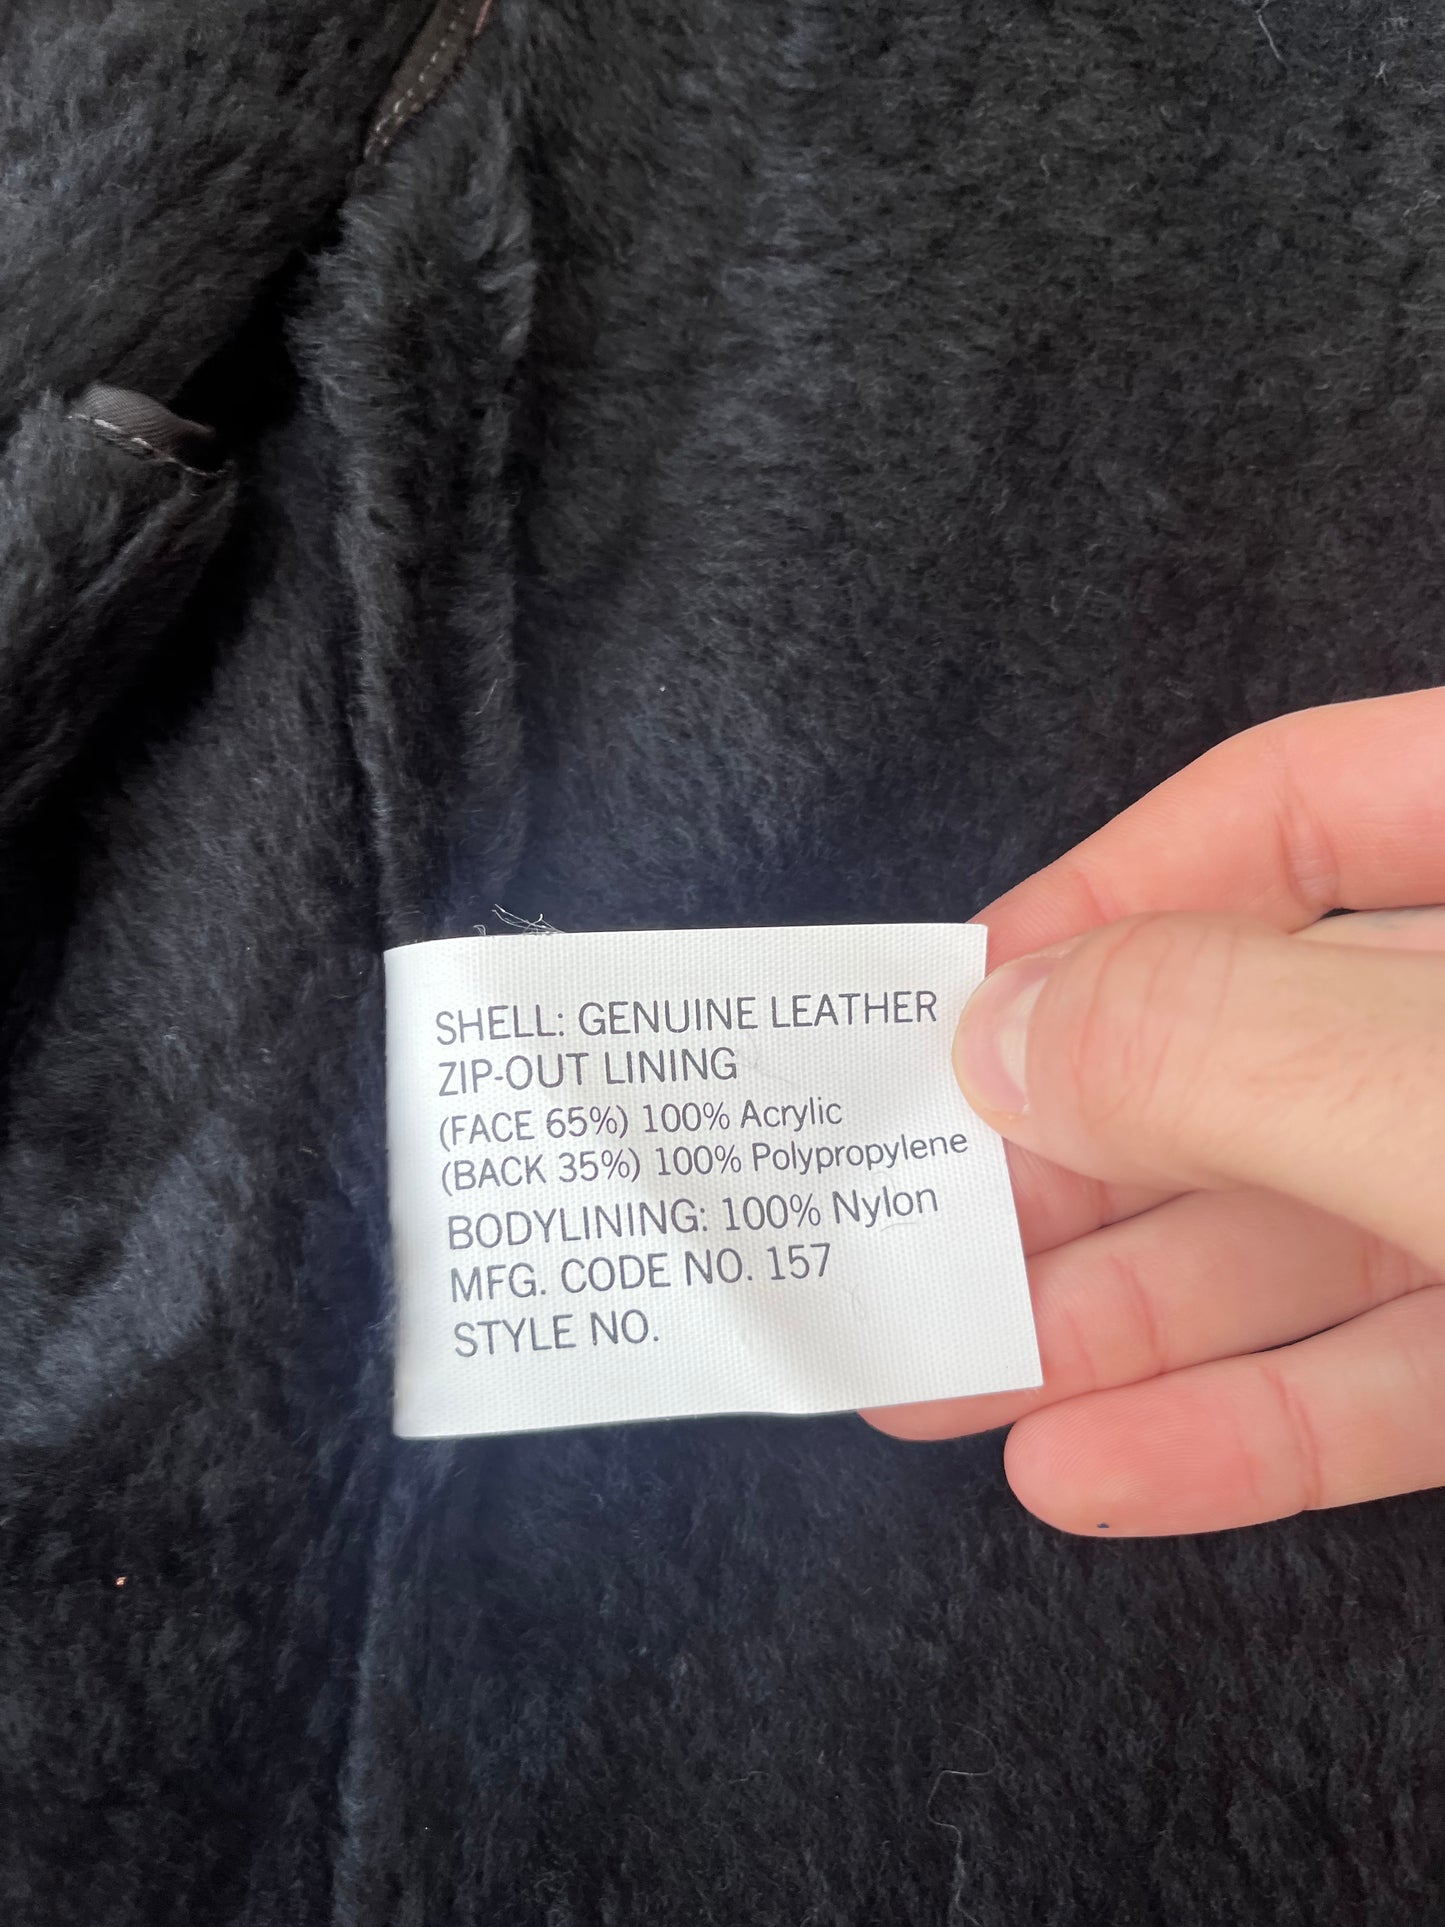 SHELL: GENUINE LEATHER
ZIP-OUT LINING
(FACE 65%) 100% Acrylic
(BACK 35%) 100% Polypropylene
BODYLINING: 100% Nylon
MFG. CODE NO. 157
STYLE NO.